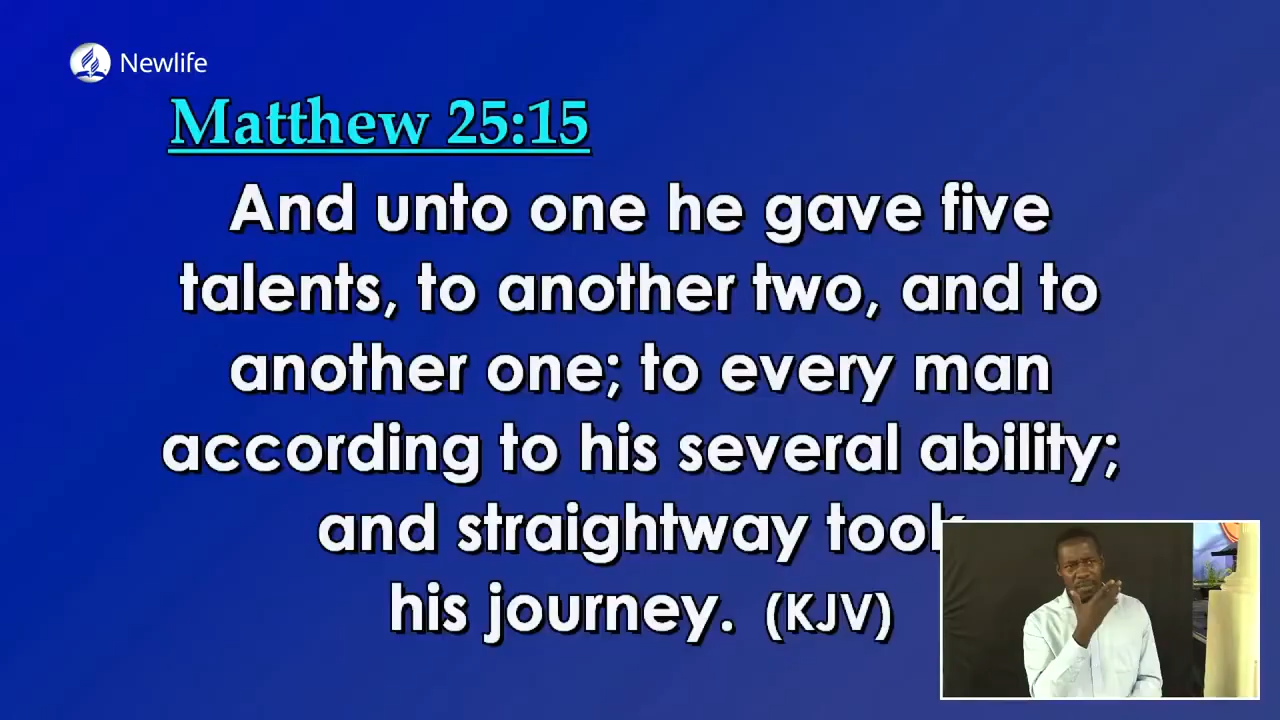 Newlife
Matthew 25:15
And unto one he gave five
talents, to another two, and to
another one; to every man
according to his several ability;
and straightway took
his journey. (KJV)